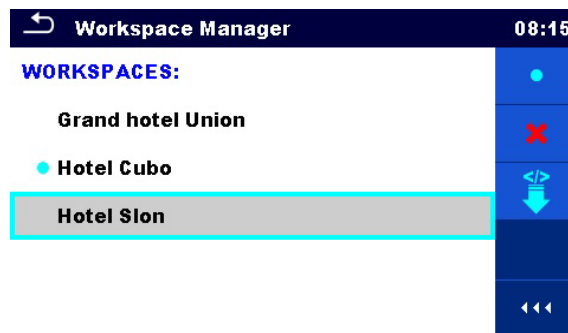 Workspace Manager 08:15
WORKSPACES:
Grand hotel Union
Hotel Cubo
Hotel Slon
</>